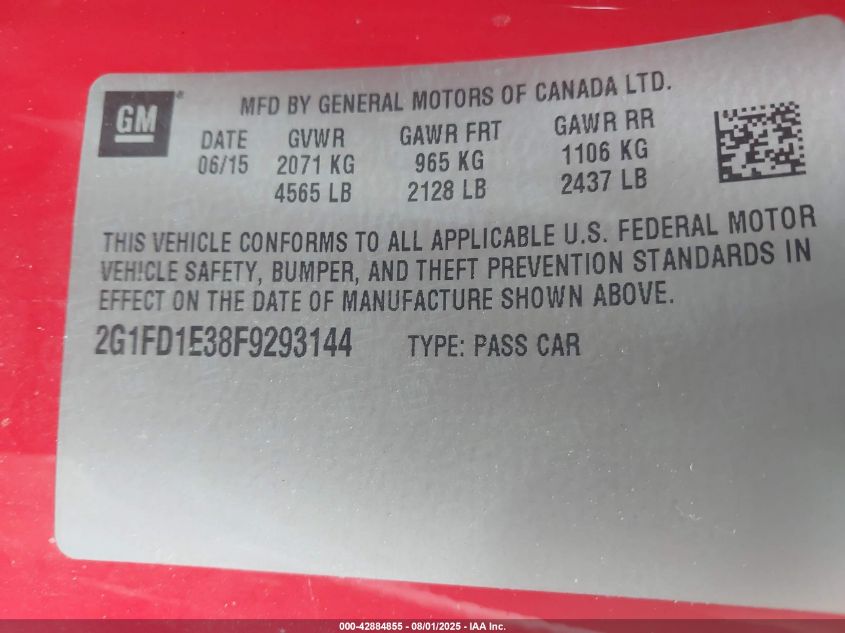 GM
MFD BY GENERAL MOTORS OF CANADA LTD.
DATE GVWR GAWR FRT GAWR RR
06/15 2071 KG 965 KG 1106 KG
4565 LB 2128 LB 2437 LB
THIS VEHICLE CONFORMS TO ALL APPLICABLE U.S. FEDERAL MOTOR
VEHICLE SAFETY, BUMPER, AND THEFT PREVENTION STANDARDS IN
EFFECT ON THE DATE OF MANUFACTURE SHOWN ABOVE.
2G1FD1E38F9293144 TYPE: PASS CAR
000-42884855 - 08/01/2025 - IAA Inc.